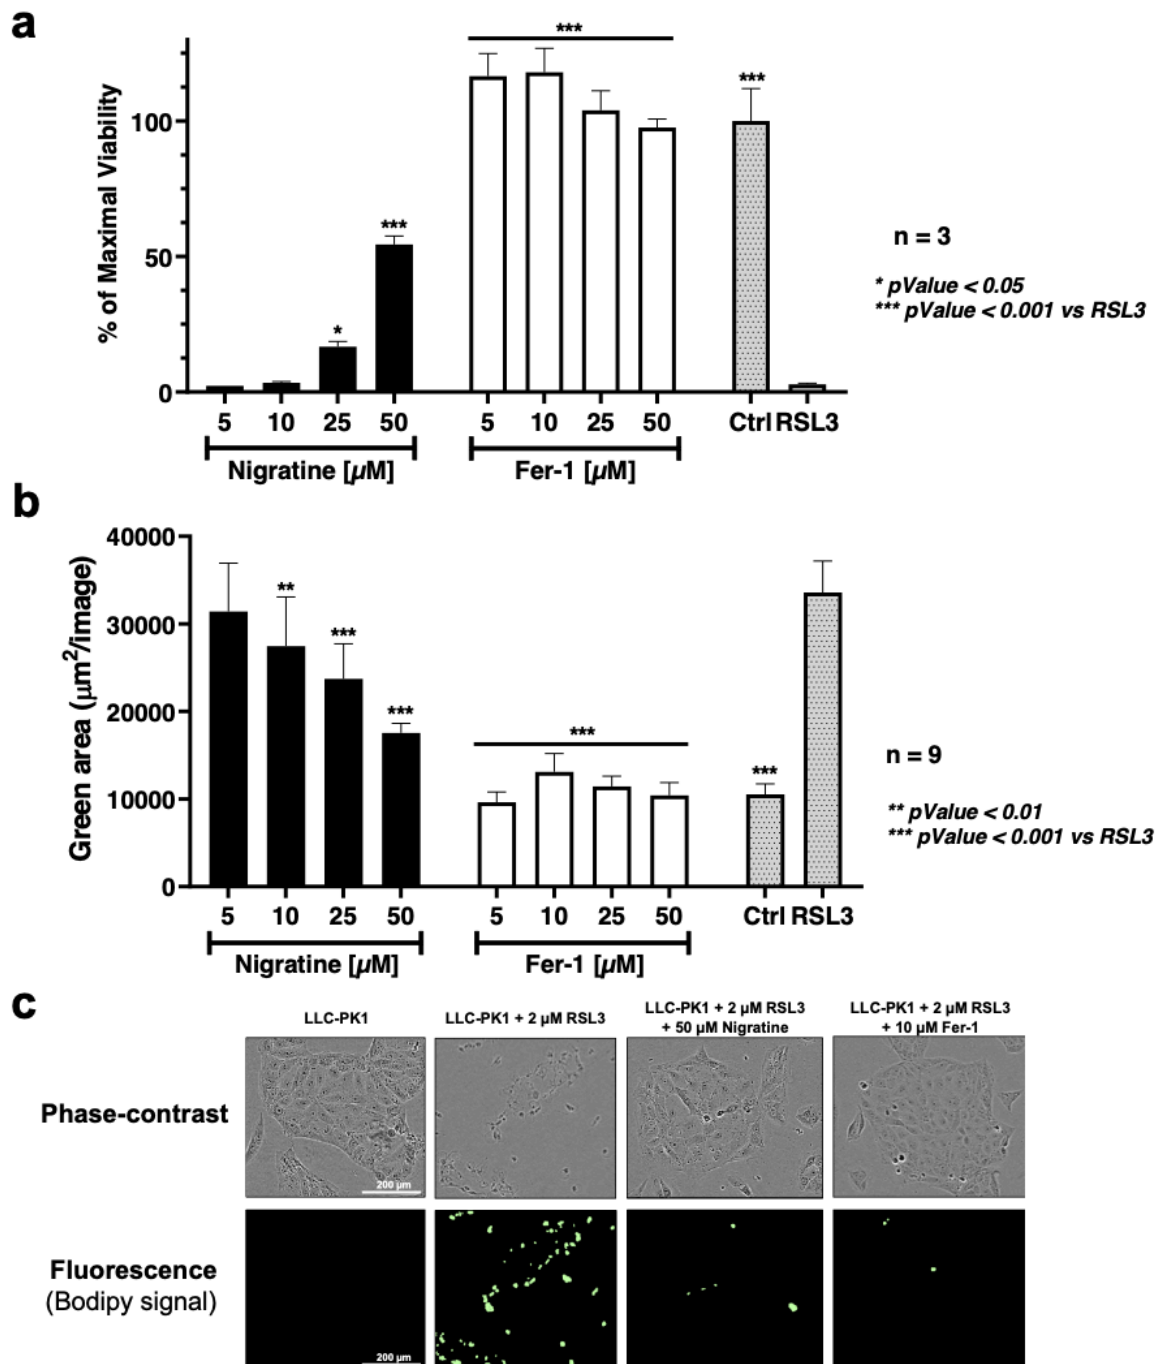 a
***
% of Maximal Viability
100
50
0
*
***
***
n = 3
* pValue < 0.05
*** pValue < 0.001 vs RSL3
5 10 25 50 5 10 25 50 Ctrl RSL3
Nigratine [µM] Fer-1 [µM]
b
Green area (µm²/image)
40000
30000
20000
10000
0
**
***
***
***
***
n = 9
** pValue < 0.01
*** pValue < 0.001 vs RSL3
5 10 25 50 5 10 25 50 Ctrl RSL3
Nigratine [µM] Fer-1 [µM]
c
LLC-PK1
LLC-PK1 + 2 µM RSL3
LLC-PK1 + 2 µM RSL3
+ 50 µM Nigratine
LLC-PK1 + 2 µM RSL3
+ 10 µM Fer-1
Phase-contrast
200 µm
Fluorescence
(Bodipy signal)
200 µm